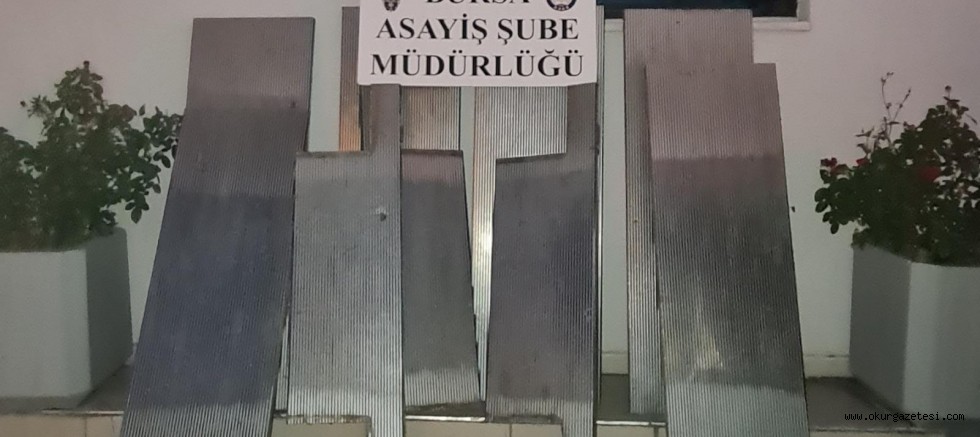 BURSA
ASAYİŞ ŞUBE
MÜDÜRLÜĞÜ
www.okurgazetesi.com